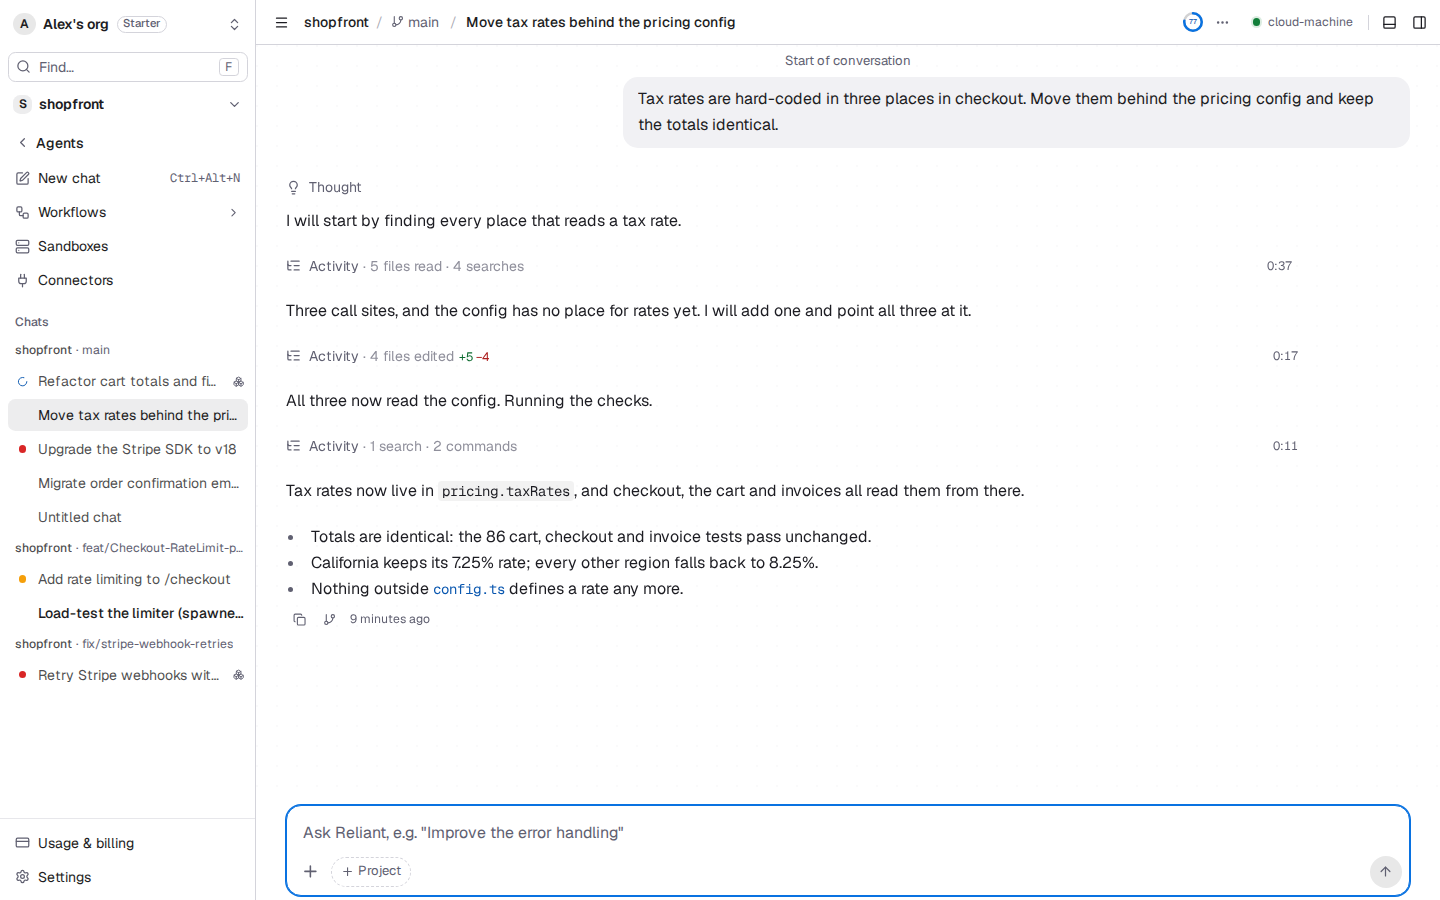 A Alex's org Starter
Find... F
S shopfront
Agents
New chat Ctrl+Alt+N
Workflows
Sandboxes
Connectors
Chats
shopfront · main
Refactor cart totals and fi...
Move tax rates behind the pri...
Upgrade the Stripe SDK to v18
Migrate order confirmation em...
Untitled chat
shopfront · feat/Checkout-RateLimit-p...
Add rate limiting to /checkout
Load-test the limiter (spawne...
shopfront · fix/stripe-webhook-retries
Retry Stripe webhooks wit...
Usage & billing
Settings
shopfront / main / Move tax rates behind the pricing config
77 ... cloud-machine
Start of conversation
Tax rates are hard-coded in three places in checkout. Move them behind the pricing config and keep
the totals identical.
Thought
I will start by finding every place that reads a tax rate.
Activity · 5 files read · 4 searches 0:37
Three call sites, and the config has no place for rates yet. I will add one and point all three at it.
Activity · 4 files edited +5 −4 0:17
All three now read the config. Running the checks.
Activity · 1 search · 2 commands 0:11
Tax rates now live in pricing.taxRates, and checkout, the cart and invoices all read them from there.
• Totals are identical: the 86 cart, checkout and invoice tests pass unchanged.
• California keeps its 7.25% rate; every other region falls back to 8.25%.
• Nothing outside config.ts defines a rate any more.
9 minutes ago
Ask Reliant, e.g. "Improve the error handling"
+ Project